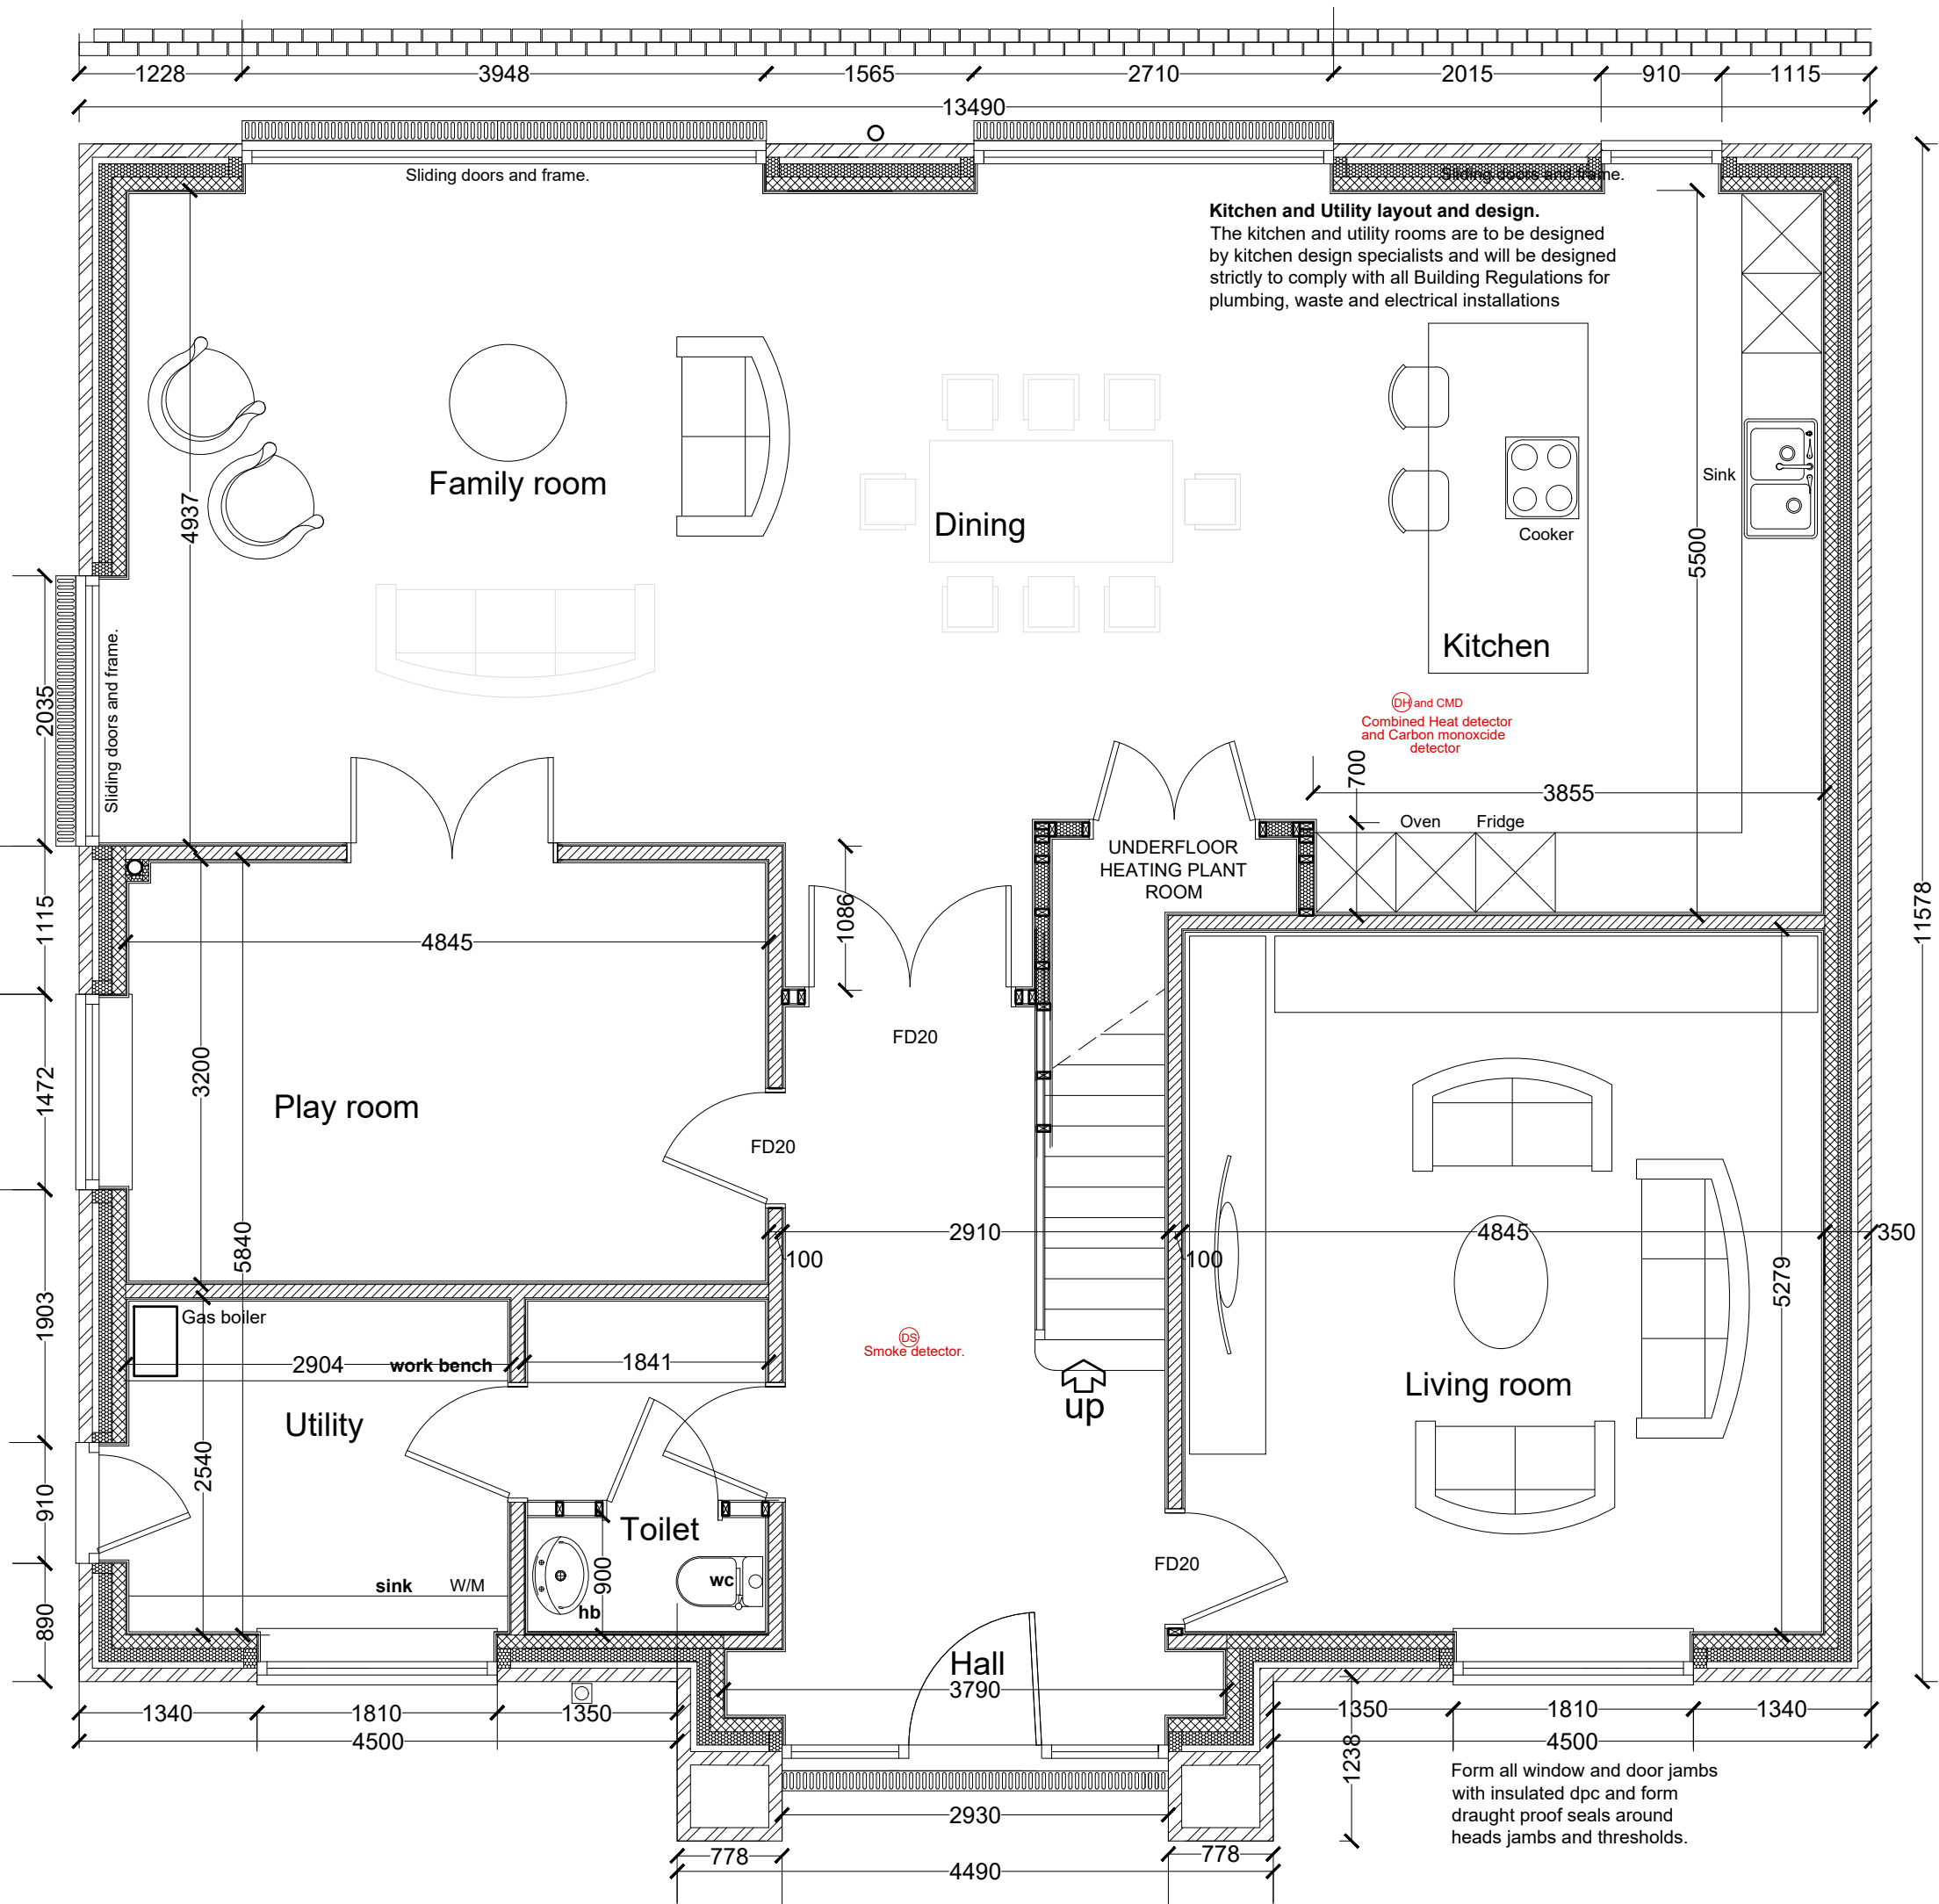 1228 3948 1565 2710 2015 910 1115
13490
Sliding doors and frame.
Sliding doors and frame.
Kitchen and Utility layout and design.
The kitchen and utility rooms are to be designed
by kitchen design specialists and will be designed
strictly to comply with all Building Regulations for
plumbing, waste and electrical installations
Family room
4937
Dining
Sink
Cooker
5500
Kitchen
2035
Sliding doors and frame.
DH and CMD
Combined Heat detector
and Carbon monoxcide
detector
700
3855
Oven Fridge
UNDERFLOOR
HEATING PLANT
ROOM
1086
1115
4845
11578
FD20
3200
1472
Play room
FD20
5840
100
2910
100
4845
350
5279
1903
Gas boiler
2904
work bench
1841
DS
Smoke detector.
up
Living room
Utility
2540
910
Toilet
900
wc
hb
sink W/M
FD20
890
Hall
3790
1340 1810 1350
4500
1350 1810 1340
4500
1238
Form all window and door jambs
with insulated dpc and form
draught proof seals around
heads jambs and thresholds.
2930
778 778
4490